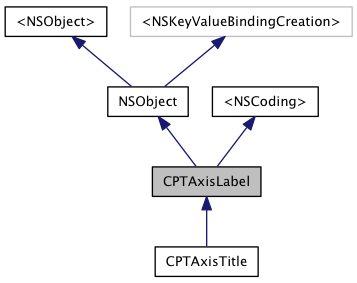 <NSObject>
<NSKeyValueBindingCreation>
NSObject
<NSCoding>
CPTAxisLabel
CPTAxisTitle